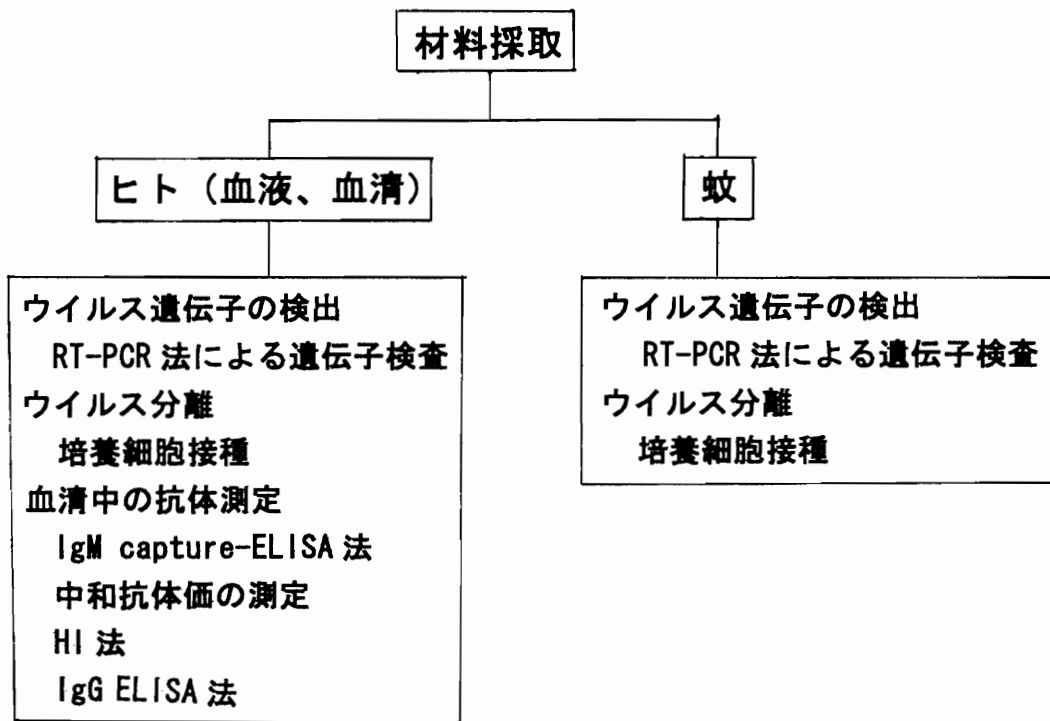 材料採取
ヒト（血液、血清）
蚊
ウイルス遺伝子の検出
RT-PCR 法による遺伝子検査
ウイルス分離
培養細胞接種
血清中の抗体測定
IgM capture-ELISA 法
中和抗体価の測定
HI 法
IgG ELISA 法
ウイルス遺伝子の検出
RT-PCR 法による遺伝子検査
ウイルス分離
培養細胞接種